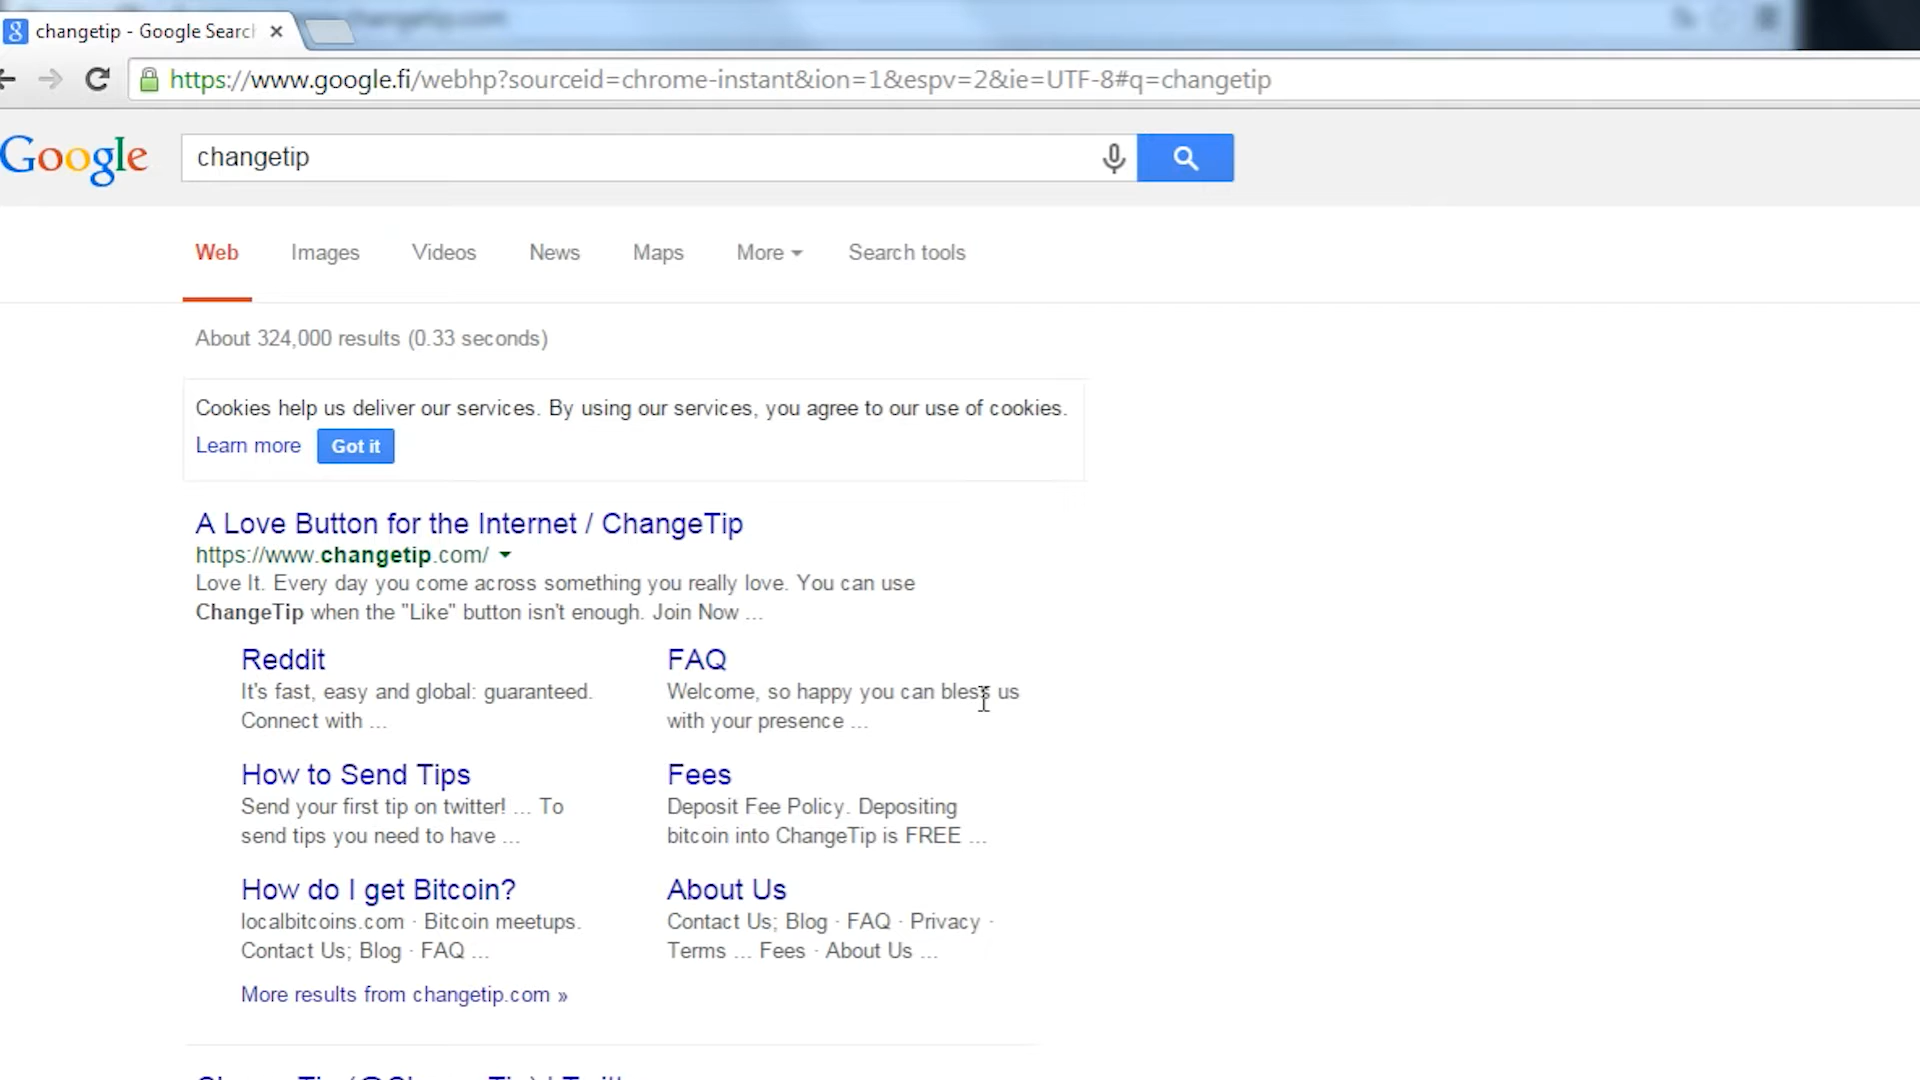 changetip - Google Search
https://www.google.fi/webhp?sourceid=chrome-instant&ion=1&espv=2&ie=UTF-8#q=changetip
Google
changetip
Web Images Videos News Maps More Search tools
About 324,000 results (0.33 seconds)
Cookies help us deliver our services. By using our services, you agree to our use of cookies.
Learn more Got it
A Love Button for the Internet / ChangeTip
https://www.changetip.com/
Love It. Every day you come across something you really love. You can use
ChangeTip when the "Like" button isn't enough. Join Now ...
Reddit
It's fast, easy and global: guaranteed.
Connect with ...
FAQ
Welcome, so happy you can bless us
with your presence ...
How to Send Tips
Send your first tip on twitter! ... To
send tips you need to have ...
Fees
Deposit Fee Policy. Depositing
bitcoin into ChangeTip is FREE ...
How do I get Bitcoin?
localbitcoins.com · Bitcoin meetups.
Contact Us; Blog · FAQ ...
About Us
Contact Us; Blog · FAQ · Privacy ·
Terms ... Fees · About Us ...
More results from changetip.com »